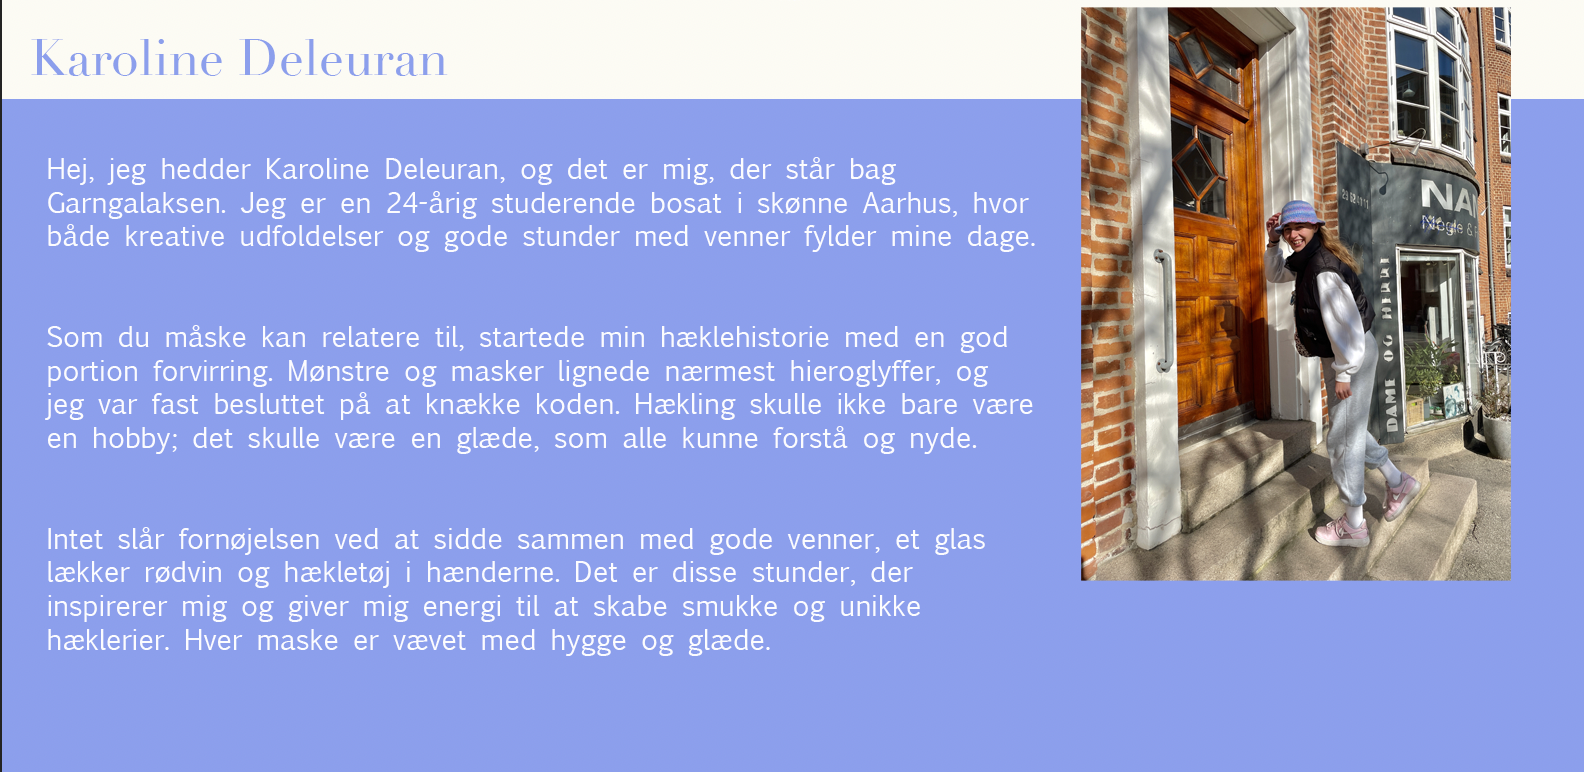 Karoline Deleuran
Hej, jeg hedder Karoline Deleuran, og det er mig, der står bag
Garngalaksen. Jeg er en 24-årig studerende bosat i skønne Aarhus, hvor
både kreative udfoldelser og gode stunder med venner fylder mine dage.
Som du måske kan relatere til, startede min hæklehistorie med en god
portion forvirring. Mønstre og masker lignede nærmest hieroglyffer, og
jeg var fast besluttet på at knække koden. Hækling skulle ikke bare være
en hobby; det skulle være en glæde, som alle kunne forstå og nyde.
Intet slår fornøjelsen ved at sidde sammen med gode venner, et glas
lækker rødvin og hækletøj i hænderne. Det er disse stunder, der
inspirerer mig og giver mig energi til at skabe smukke og unikke
hæklerier. Hver maske er vævet med hygge og glæde.
NA
Negle &
DAME OG